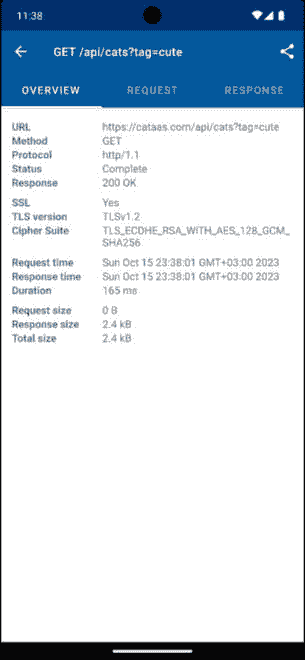 11:38
GET /api/cats?tag=cute
OVERVIEW REQUEST RESPONSE
URL https://cataas.com/api/cats?tag=cute
Method GET
Protocol http/1.1
Status Complete
Response 200 OK
SSL Yes
TLS version TLSv1.2
Cipher Suite TLS_ECDHE_RSA_WITH_AES_128_GCM_
SHA256
Request time Sun Oct 15 23:38:01 GMT+03:00 2023
Response time Sun Oct 15 23:38:01 GMT+03:00 2023
Duration 165 ms
Request size 0 B
Response size 2.4 kB
Total size 2.4 kB